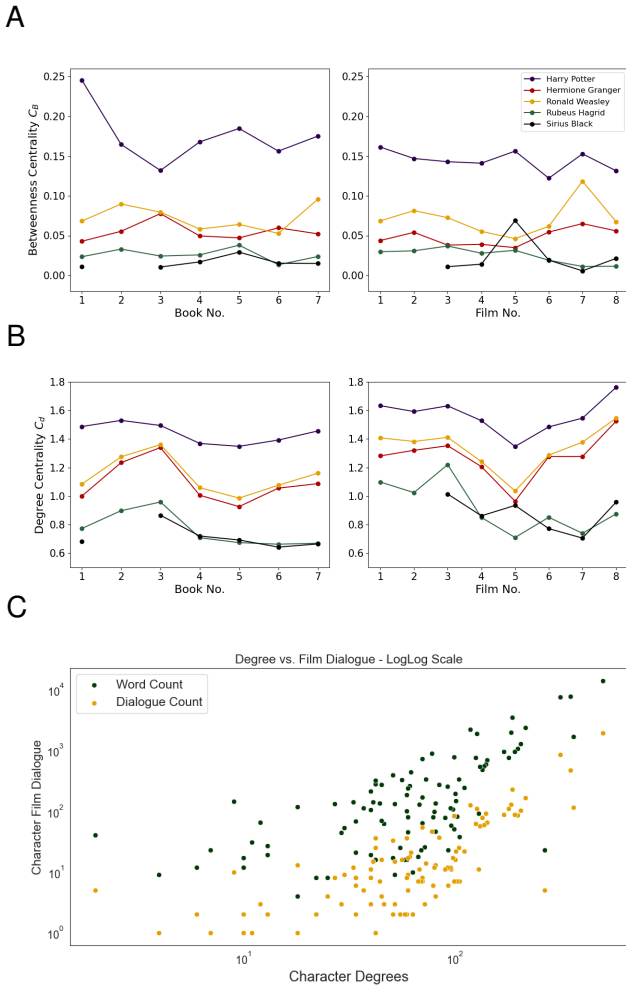 A
Betweenness Centrality C_B
0.25
0.20
0.15
0.10
0.05
0.00
1 2 3 4 5 6 7
Book No.
0.25
0.20
0.15
0.10
0.05
0.00
1 2 3 4 5 6 7 8
Film No.
Harry Potter
Hermione Granger
Ronald Weasley
Rubeus Hagrid
Sirius Black
B
Degree Centrality C_d
1.8
1.6
1.4
1.2
1.0
0.8
0.6
1 2 3 4 5 6 7
Book No.
1.8
1.6
1.4
1.2
1.0
0.8
0.6
1 2 3 4 5 6 7 8
Film No.
C
Degree vs. Film Dialogue - LogLog Scale
Word Count
Dialogue Count
Character Film Dialogue
10^4
10^3
10^2
10^1
10^0
10^1 10^2
Character Degrees